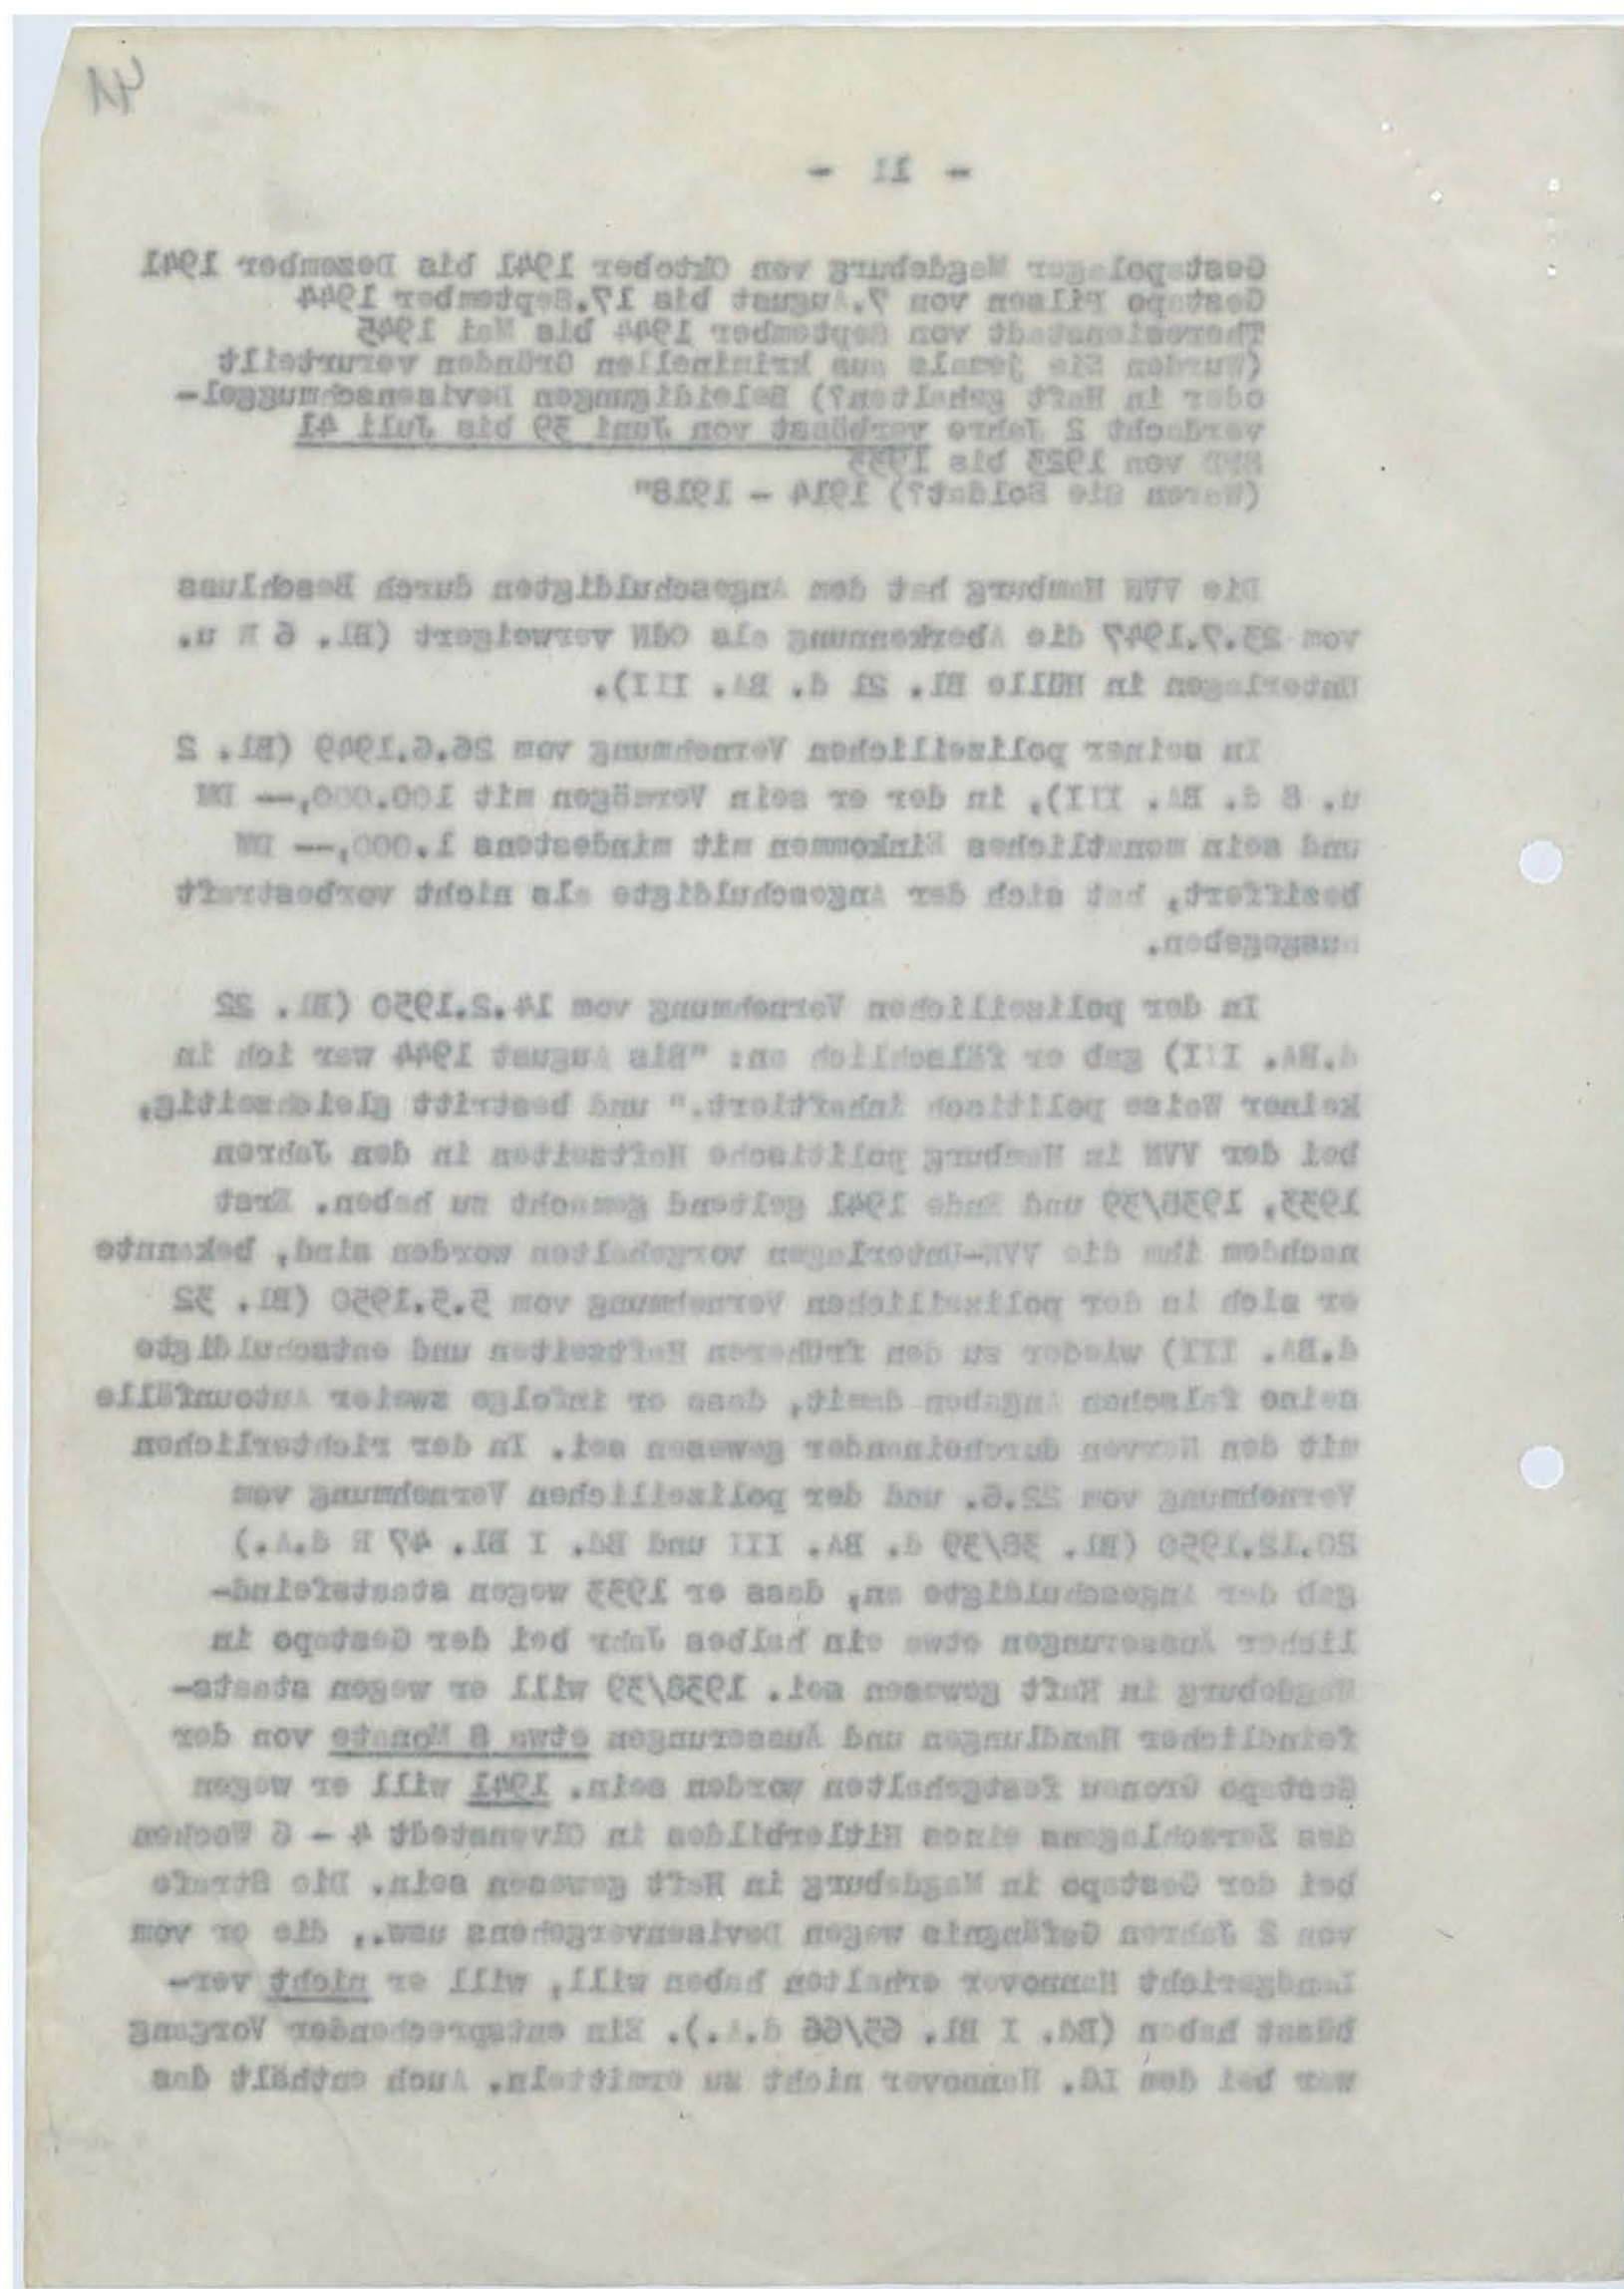 - 11 -
Gestapolager Magdeburg von Oktober 1941 bis Dezember 1941
Gestapo Pilsen von 7.August bis 17.September 1944
Theresienstadt von September 1944 bis Mai 1945
(Wurden Sie jemals aus kriminellen Gründen verurteilt
oder in Haft gehalten?) Beleidigungen Devisenschmuggel-
verdacht 2 Jahre verbüsst von Juni 39 bis Juli 41
von 1923 bis 1933
(Waren Sie Soldat?) 1914 - 1918"
Die VVN Hamburg hat dem Angeschuldigten durch Beschluss
vom 23.7.1947 die Aberkennung als OdN verweigert (Bl. 6 R u.
Unterlagen in Hülle Bl. 21 d. BA. III).
In seiner polizeilichen Vernehmung vom 26.6.1949 (Bl. 2
u. 8 d. BA. III), in der er sein Vermögen mit 100.000,-- DM
und sein monatliches Einkommen mit mindestens 1.000,-- DM
beziffert, hat sich der Angeschuldigte als nicht vorbestraft
ausgegeben.
In der polizeilichen Vernehmung vom 14.2.1950 (Bl. 22
d.BA. III) gab er fälschlich an: "Bis August 1944 war ich in
keiner Weise politisch inhaftiert." und bestritt gleichzeitig,
bei der VVN in Hamburg politische Haftzeiten in den Jahren
1933, 1938/39 und Ende 1941 geltend gemacht zu haben. Erst
nachdem ihm die VVN-Unterlagen vorgehalten worden sind, bekannte
er sich in der polizeilichen Vernehmung vom 5.5.1950 (Bl. 32
d.BA. III) wieder zu den früheren Haftzeiten und entschuldigte
seine falschen Angaben damit, dass er infolge zweier Autounfälle
mit den Nerven durcheinander gewesen sei. In der richterlichen
Vernehmung vom 22.6. und der polizeilichen Vernehmung vom
20.12.1950 (Bl. 38/39 d. BA. III und Bd. I Bl. 47 R d.A.)
gab der Angeschuldigte an, dass er 1933 wegen staatsfeind-
licher Äusserungen etwa ein halbes Jahr bei der Gestapo in
Magdeburg in Haft gewesen sei. 1938/39 will er wegen staats-
feindlicher Handlungen und Äusserungen etwa 8 Monate von der
Gestapo Gronau festgehalten worden sein. 1941 will er wegen
des Zerschlagens eines Hitlerbildes in Olvenstedt 4 - 6 Wochen
bei der Gestapo in Magdeburg in Haft gewesen sein. Die Strafe
von 2 Jahren Gefängnis wegen Devisenvergehens usw., die er vom
Landgericht Hannover erhalten haben will, will er nicht ver-
büsst haben (Bd. I Bl. 65/66 d.A.). Ein entsprechender Vorgang
war bei dem LG. Hannover nicht zu ermitteln. Auch enthält das